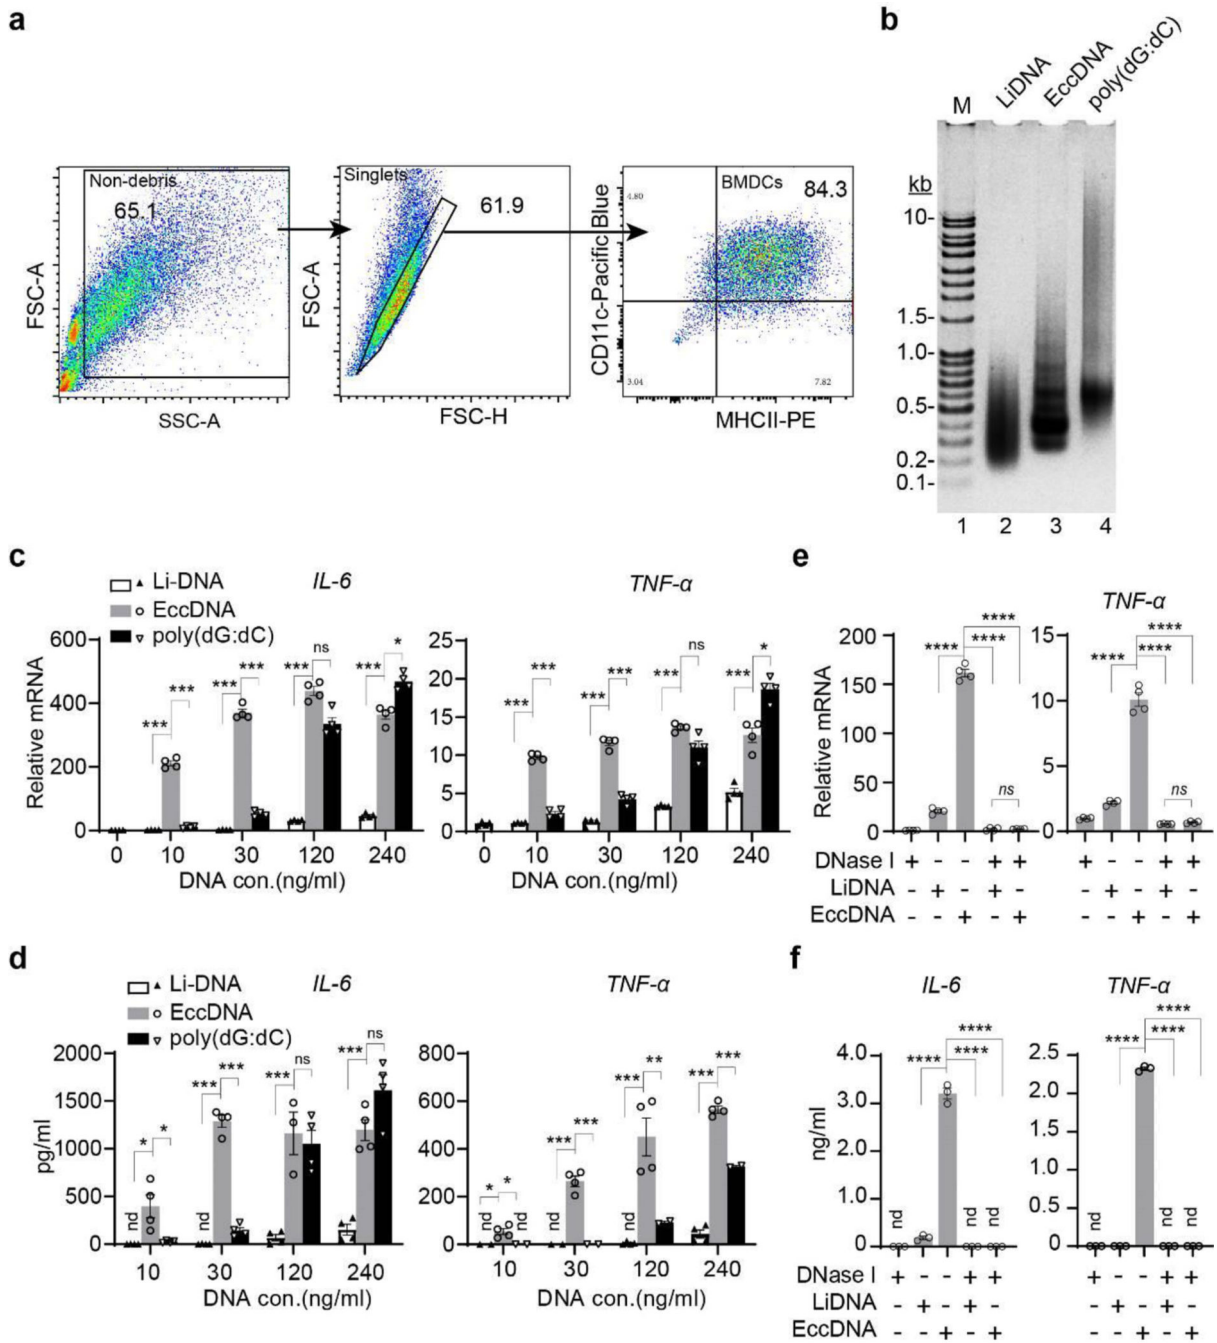 a
Non-debris
65.1
FSC-A
SSC-A
Singlets
61.9
FSC-A
FSC-H
BMDCs
84.3
4.80
3.04
7.82
CD11c-Pacific Blue
MHCII-PE
b
M
LiDNA
EccDNA
poly(dG:dC)
kb
10-
1.5-
1.0-
0.5-
0.2-
0.1-
1 2 3 4
c
Li-DNA
EccDNA
poly(dG:dC)
IL-6
Relative mRNA
600
400
200
0
*** *** *** *** *** ns *** *
0 10 30 120 240
DNA con.(ng/ml)
TNF-α
25
20
15
10
5
0
*** *** *** *** *** ns *** *
0 10 30 120 240
DNA con.(ng/ml)
d
Li-DNA
EccDNA
poly(dG:dC)
IL-6
pg/ml
2000
1500
1000
500
0
* * *** *** *** ns *** ns
nd nd
10 30 120 240
DNA con.(ng/ml)
TNF-α
800
600
400
200
0
* * *** *** *** ** *** ***
nd nd nd nd
10 30 120 240
DNA con.(ng/ml)
e
Relative mRNA
200
150
100
50
0
****
**** ****
ns
TNF-α
15
10
5
0
****
**** ****
ns
DNase I + - - + + + - - + +
LiDNA - + - + - - + - + -
EccDNA - - + - + - - + - +
f
IL-6
ng/ml
4.0
3.0
2.0
1.0
0
****
**** ****
nd nd nd
TNF-α
2.5
2.0
1.5
1.0
0.5
0
****
**** ****
nd nd nd nd
DNase I + - - + + + - - + +
LiDNA - + - + - - + - + -
EccDNA - - + - + - - + - +